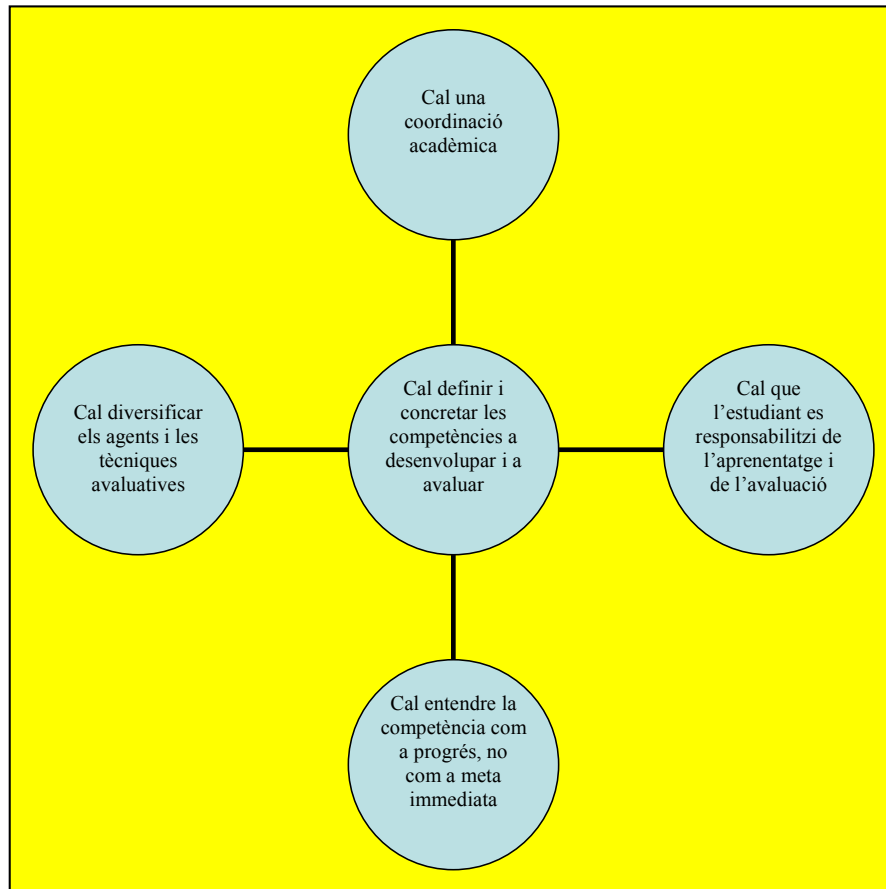 Cal una
coordinació
acadèmica
Cal diversificar
els agents i les
tècniques
avaluatives
Cal definir i
concretar les
competències a
desenvolupar i a
avaluar
Cal que
l’estudiant es
responsabilitzi de
l’aprenentatge i
de l’avaluació
Cal entendre la
competència com
a progrés, no
com a meta
immediata